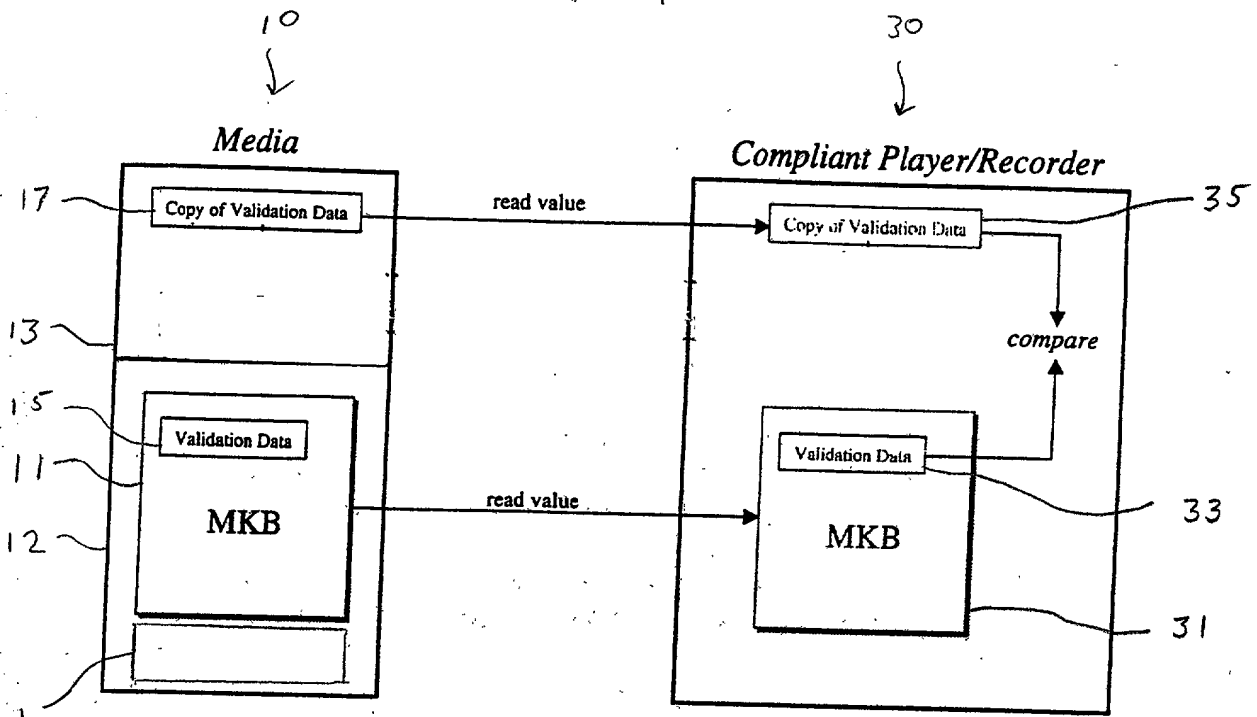 10
30
Media
Compliant Player/Recorder
17
Copy of Validation Data
read value
Copy of Validation Data
35
13
compare
15
Validation Data
Validation Data
11
read value
33
12
MKB
MKB
31